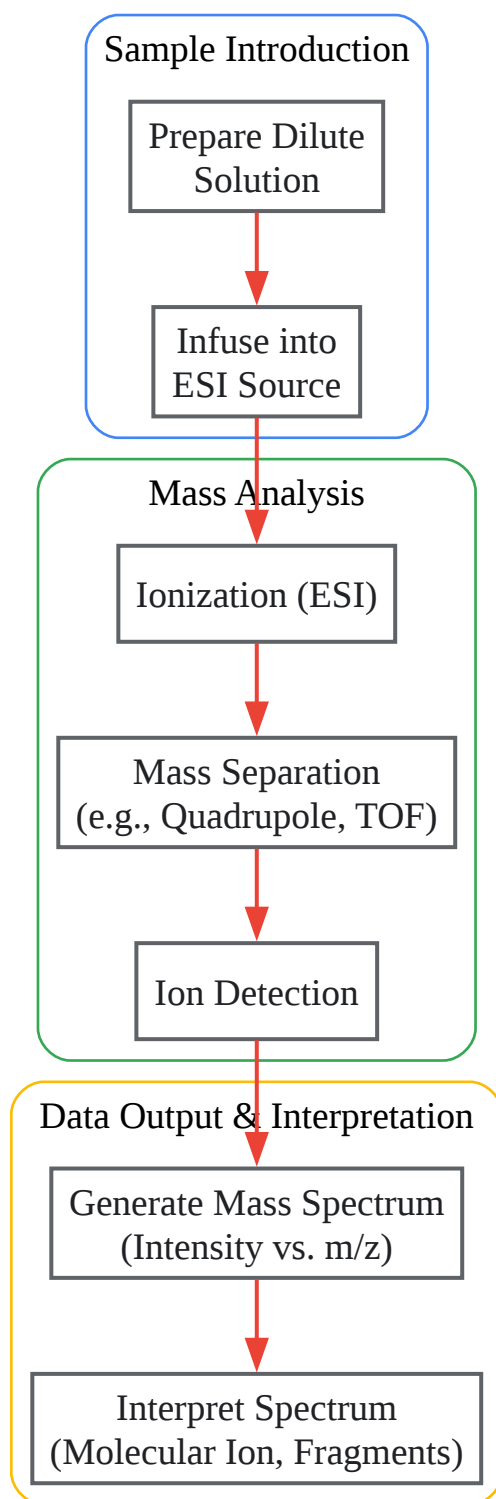 Sample Introduction
Prepare Dilute
Solution
Infuse into
ESI Source
Mass Analysis
Ionization (ESI)
Mass Separation
(e.g., Quadrupole, TOF)
Ion Detection
Data Output & Interpretation
Generate Mass Spectrum
(Intensity vs. m/z)
Interpret Spectrum
(Molecular Ion, Fragments)